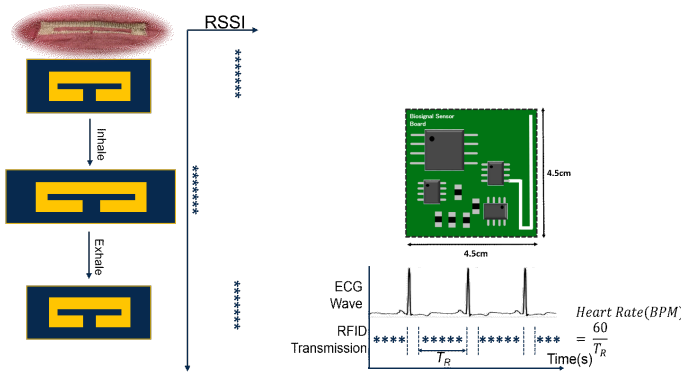 RSSI
********
Inhale
*******
Exhale
********
Biosignal Sensor
Board
4.5cm
4.5cm
ECG
Wave
RFID
Transmission
**** ***** ***** ***
T_R
Time(s)
Heart Rate(BPM)
= 60/T_R